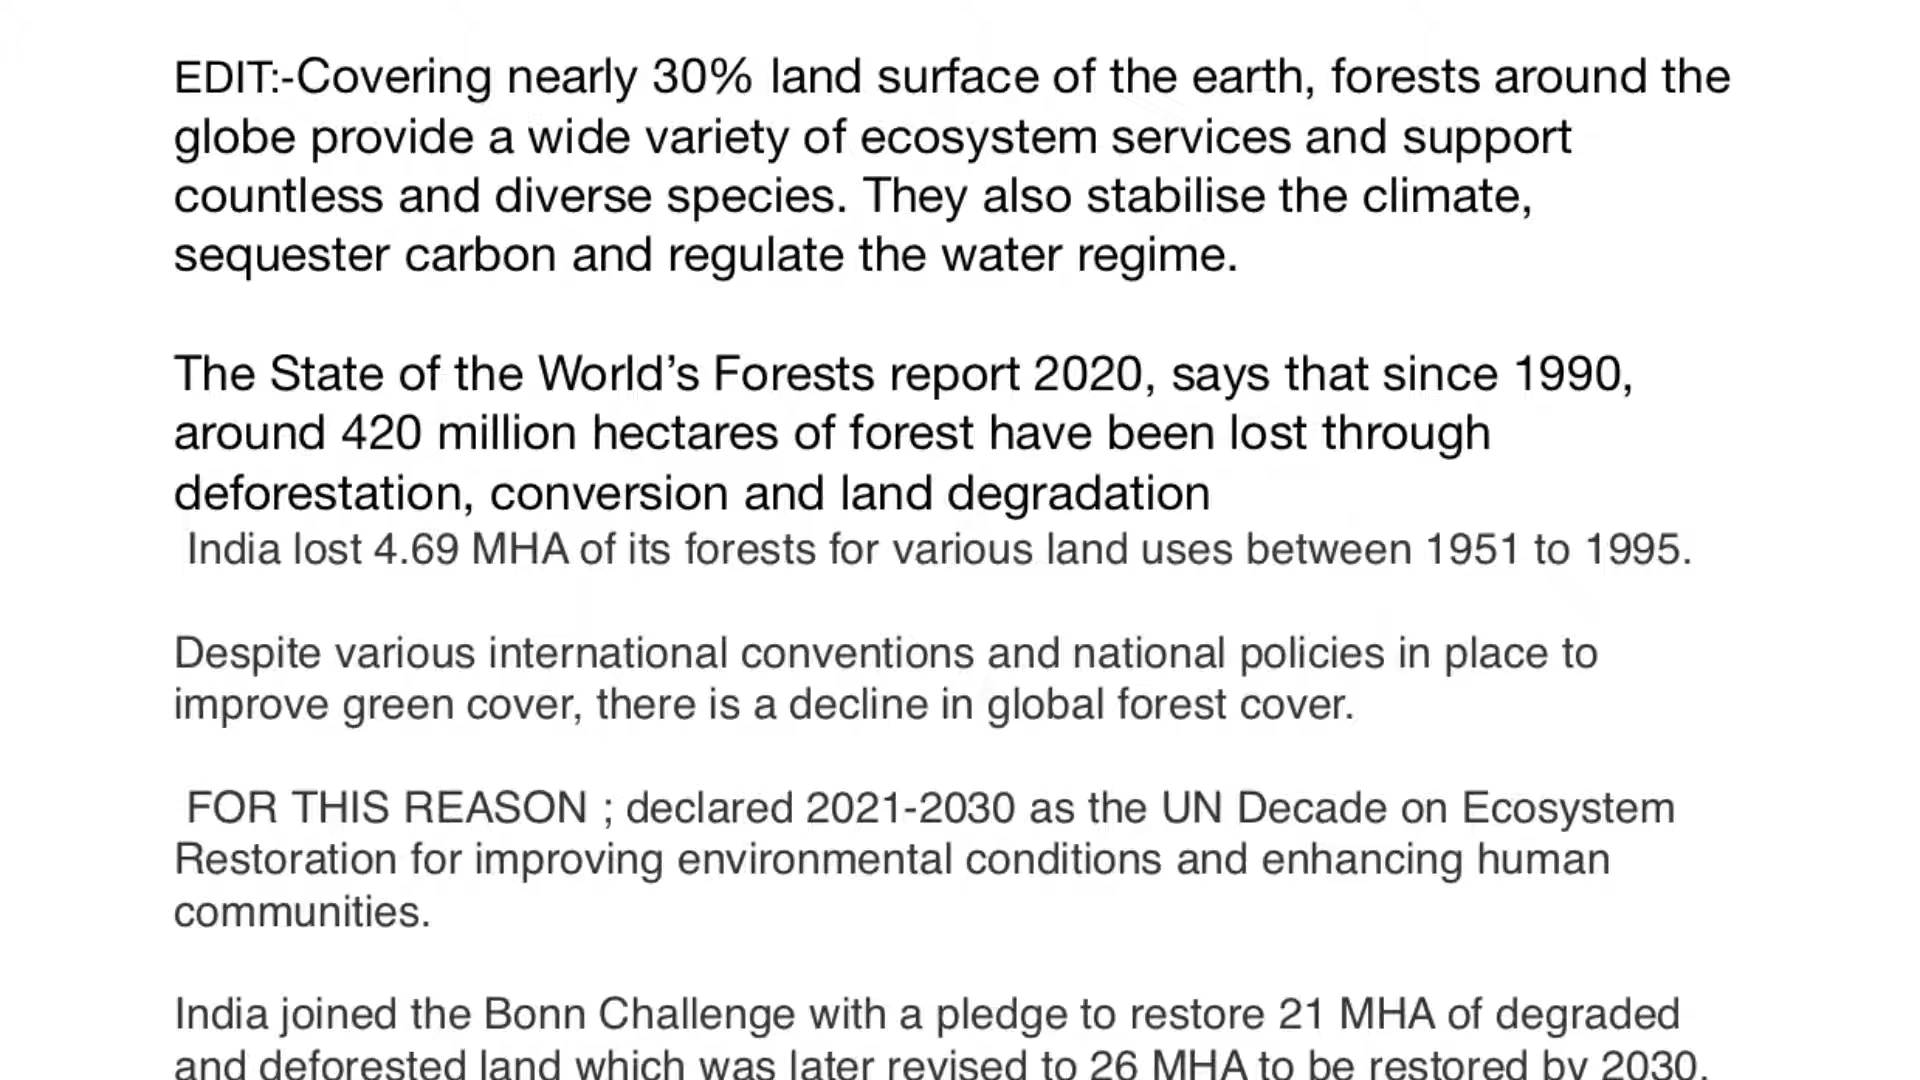 EDIT:-Covering nearly 30% land surface of the earth, forests around the
globe provide a wide variety of ecosystem services and support
countless and diverse species. They also stabilise the climate,
sequester carbon and regulate the water regime.
The State of the World’s Forests report 2020, says that since 1990,
around 420 million hectares of forest have been lost through
deforestation, conversion and land degradation
India lost 4.69 MHA of its forests for various land uses between 1951 to 1995.
Despite various international conventions and national policies in place to
improve green cover, there is a decline in global forest cover.
FOR THIS REASON ; declared 2021-2030 as the UN Decade on Ecosystem
Restoration for improving environmental conditions and enhancing human
communities.
India joined the Bonn Challenge with a pledge to restore 21 MHA of degraded
and deforested land which was later revised to 26 MHA to be restored by 2030.